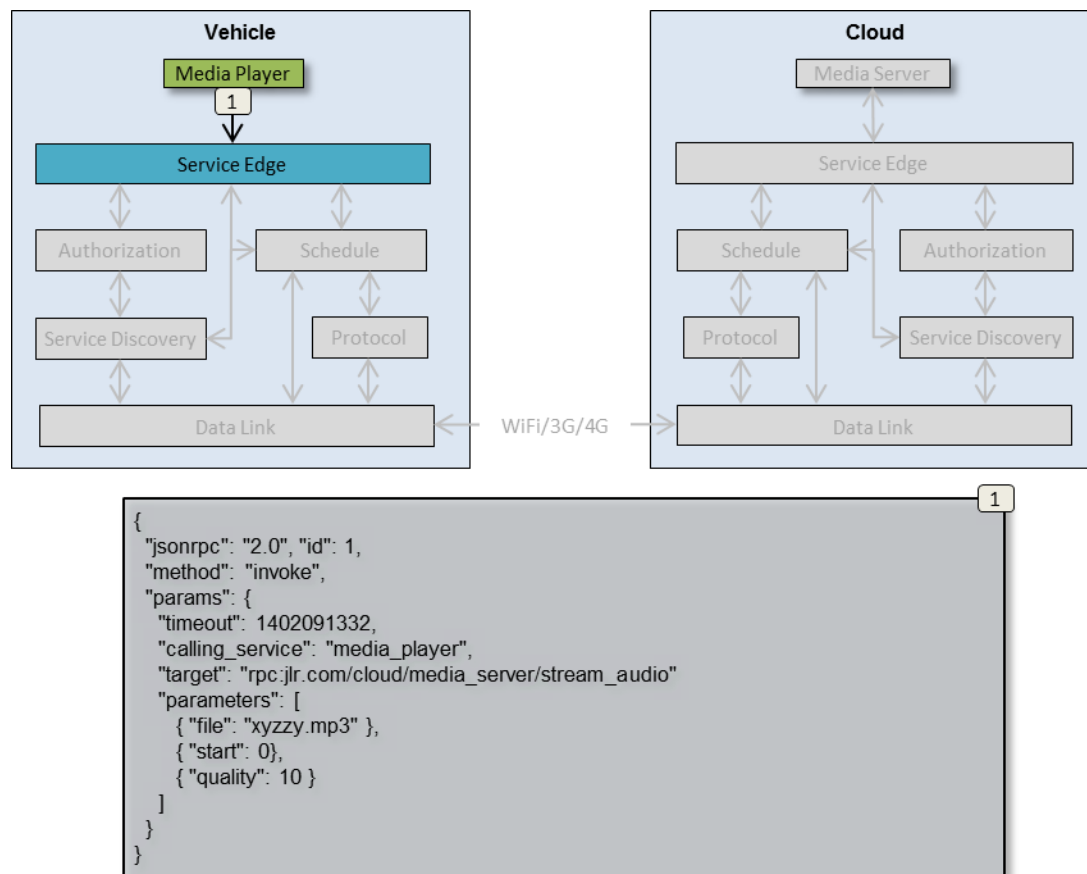 Vehicle
Media Player
1
Service Edge
Authorization
Schedule
Service Discovery
Protocol
Data Link
WiFi/3G/4G
Cloud
Media Server
Service Edge
Schedule
Authorization
Protocol
Service Discovery
Data Link
1
{
"jsonrpc": "2.0", "id": 1,
"method": "invoke",
"params": {
"timeout": 1402091332,
"calling_service": "media_player",
"target": "rpc:jlr.com/cloud/media_server/stream_audio"
"parameters": [
{ "file": "xyzzy.mp3" },
{ "start": 0},
{ "quality": 10 }
]
}
}